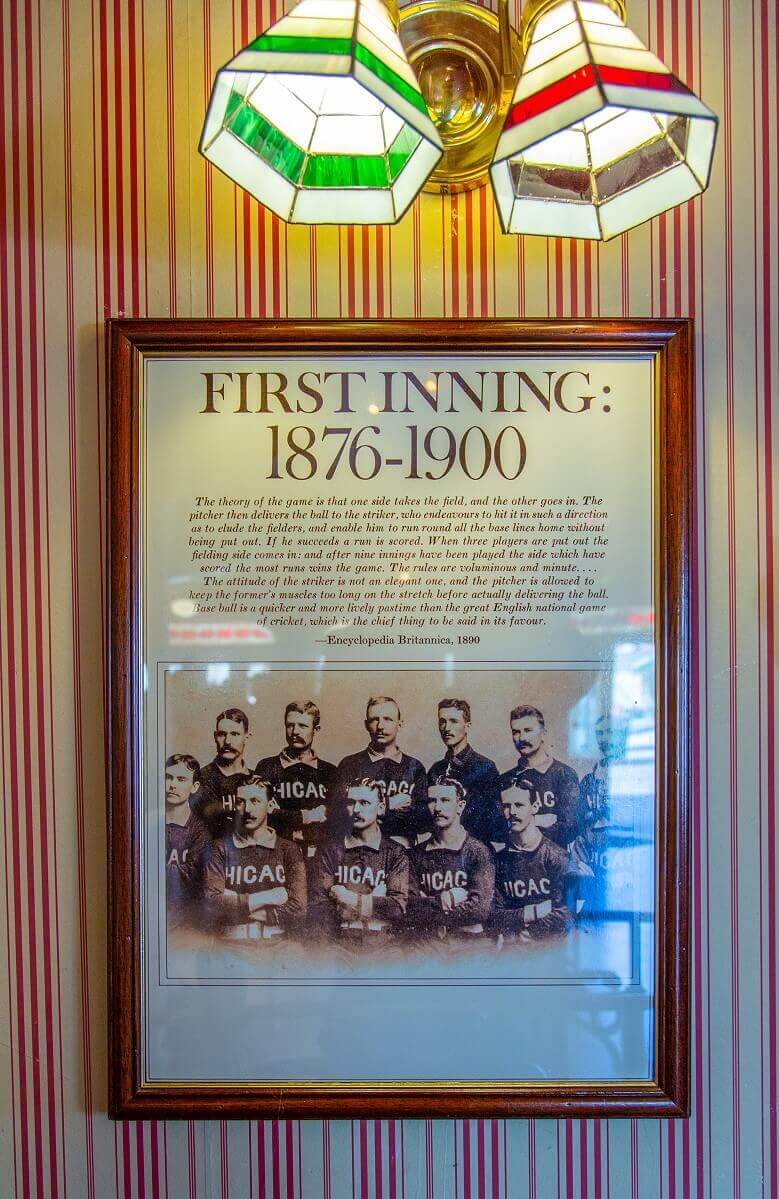 FIRST INNING:
1876-1900
The theory of the game is that one side takes the field, and the other goes in. The
pitcher then delivers the ball to the striker, who endeavours to hit it in such a direction
as to elude the fielders, and enable him to run round all the base lines home without
being put out. If he succeeds a run is scored. When three players are put out the
fielding side comes in: and after nine innings have been played the side which have
scored the most runs wins the game. The rules are voluminous and minute....
The attitude of the striker is not an elegant one, and the pitcher is allowed to
keep the former's muscles too long on the stretch before actually delivering the ball.
Base ball is a quicker and more lively pastime than the great English national game
of cricket, which is the chief thing to be said in its favour.
—Encyclopedia Britannica, 1890
HI
HICAG
CAG
AG
AG
HICAG
HICAG
HICAG
HICAG
HICAG